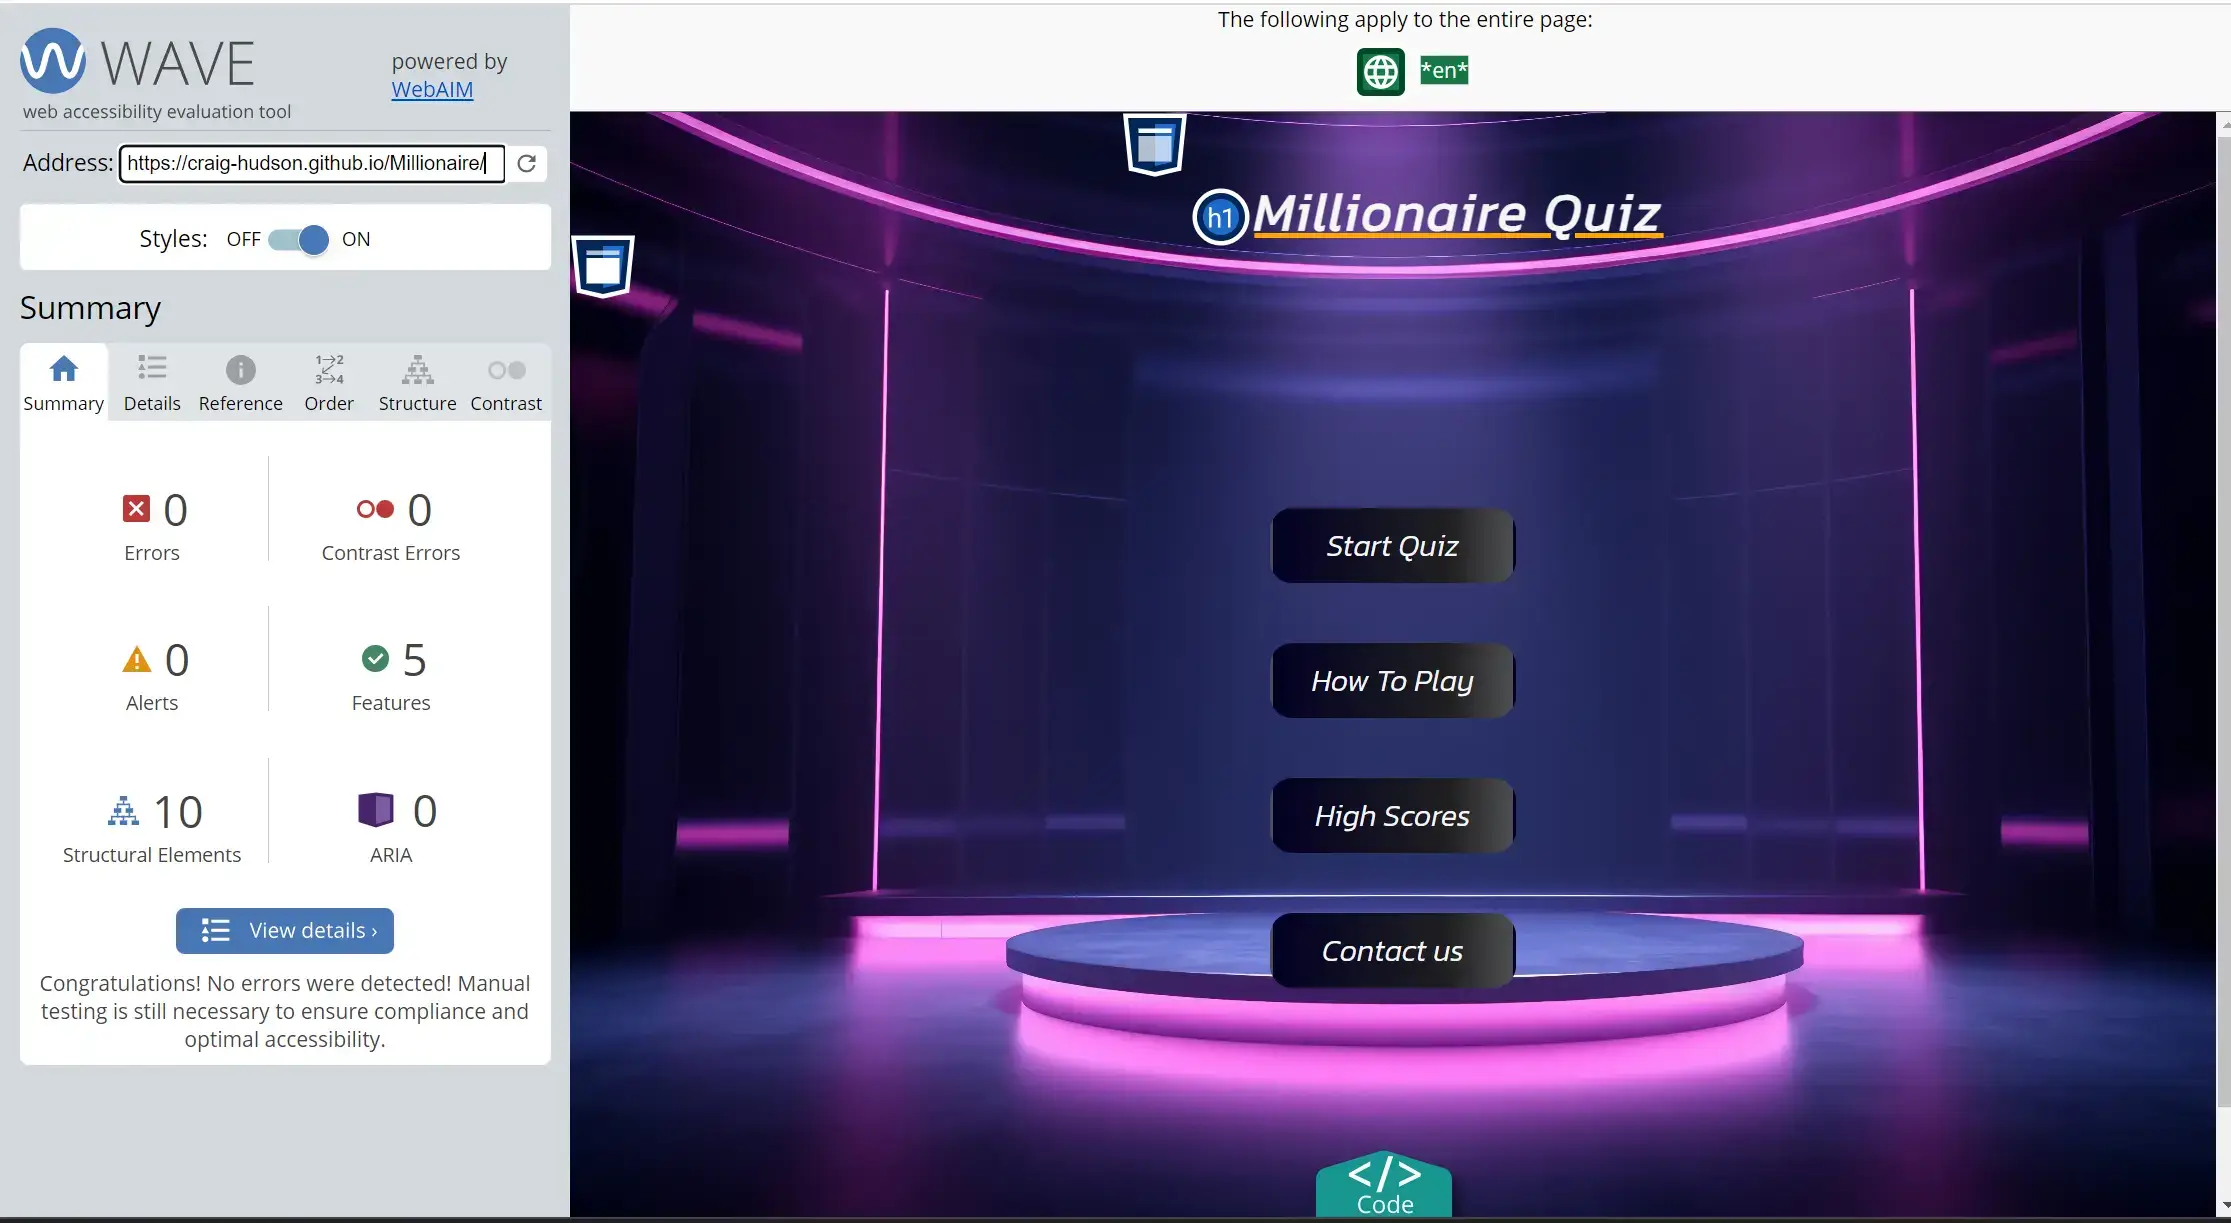 WAVE
powered by
WebAIM
web accessibility evaluation tool
Address: https://craig-hudson.github.io/Millionaire/
Styles: OFF ON
Summary
Summary Details Reference Order Structure Contrast
1 2
3 4
0 0
Errors Contrast Errors
0 5
Alerts Features
10 0
Structural Elements ARIA
View details ›
Congratulations! No errors were detected! Manual
testing is still necessary to ensure compliance and
optimal accessibility.
The following apply to the entire page:
*en*
h1 Millionaire Quiz
Start Quiz
How To Play
High Scores
Contact us
</>
Code